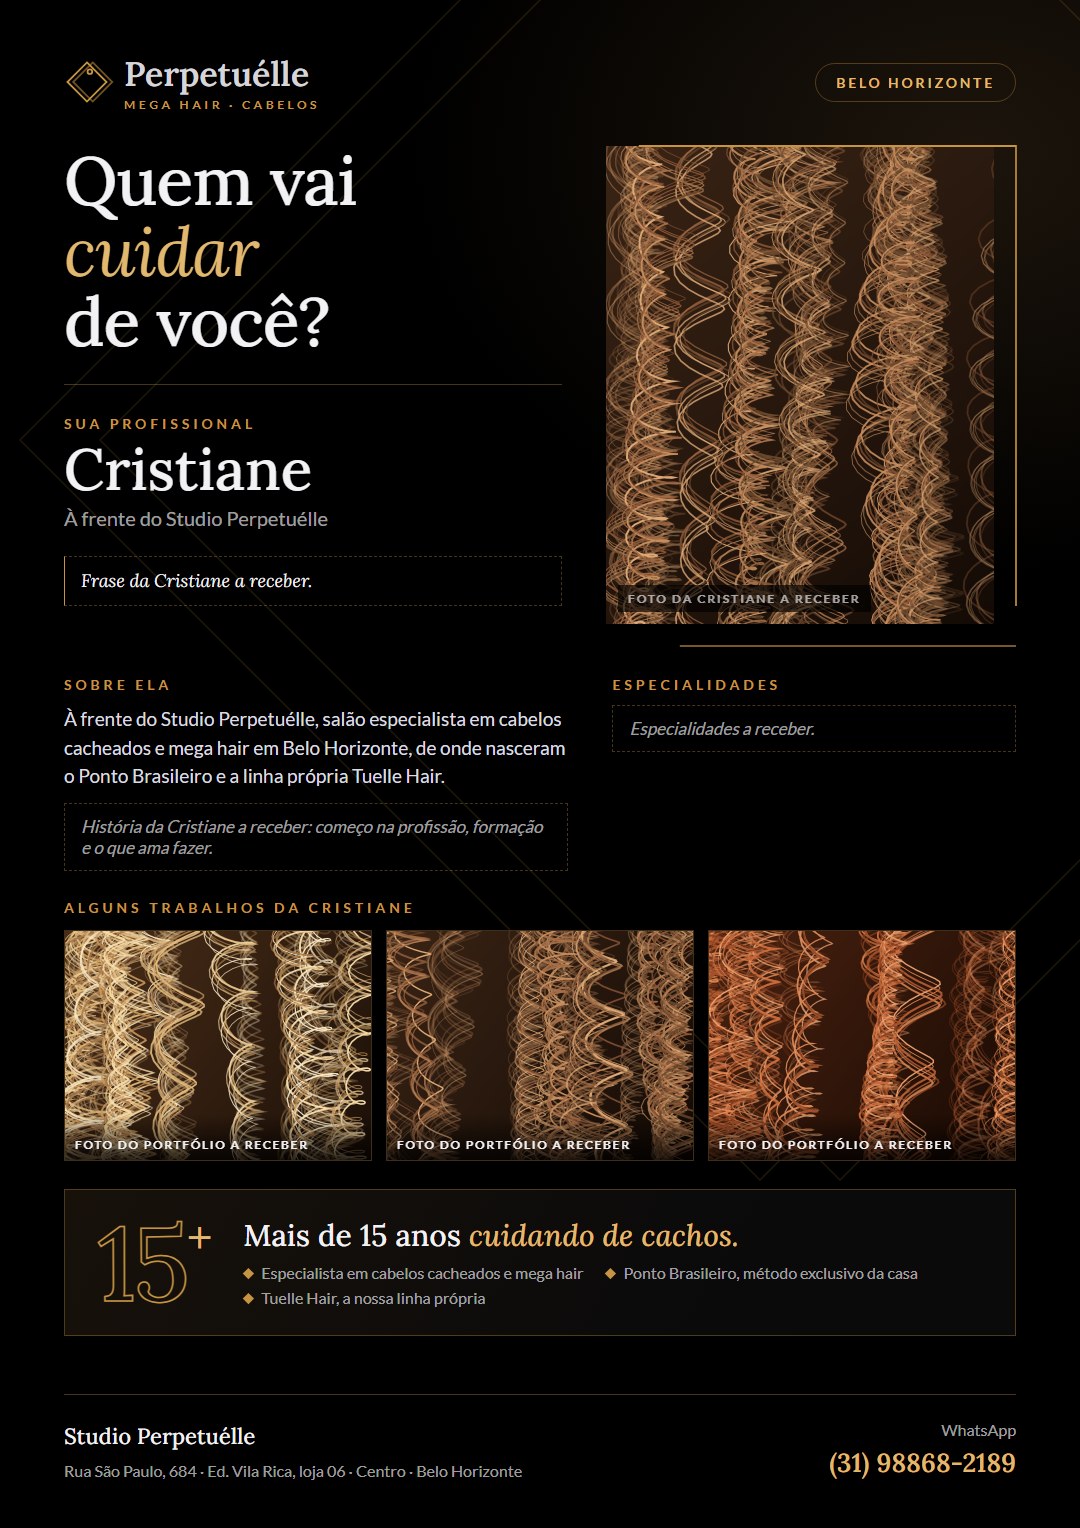 Perpetuélle
MEGA HAIR · CABELOS
BELO HORIZONTE
Quem vai
cuidar
de você?
SUA PROFISSIONAL
Cristiane
À frente do Studio Perpetuélle
Frase da Cristiane a receber.
FOTO DA CRISTIANE A RECEBER
SOBRE ELA
À frente do Studio Perpetuélle, salão especialista em cabelos
cacheados e mega hair em Belo Horizonte, de onde nasceram
o Ponto Brasileiro e a linha própria Tuelle Hair.
História da Cristiane a receber: começo na profissão, formação
e o que ama fazer.
ESPECIALIDADES
Especialidades a receber.
ALGUNS TRABALHOS DA CRISTIANE
FOTO DO PORTFÓLIO A RECEBER
FOTO DO PORTFÓLIO A RECEBER
FOTO DO PORTFÓLIO A RECEBER
15+
Mais de 15 anos cuidando de cachos.
Especialista em cabelos cacheados e mega hair
Ponto Brasileiro, método exclusivo da casa
Tuelle Hair, a nossa linha própria
Studio Perpetuélle
Rua São Paulo, 684 · Ed. Vila Rica, loja 06 · Centro · Belo Horizonte
WhatsApp
(31) 98868-2189